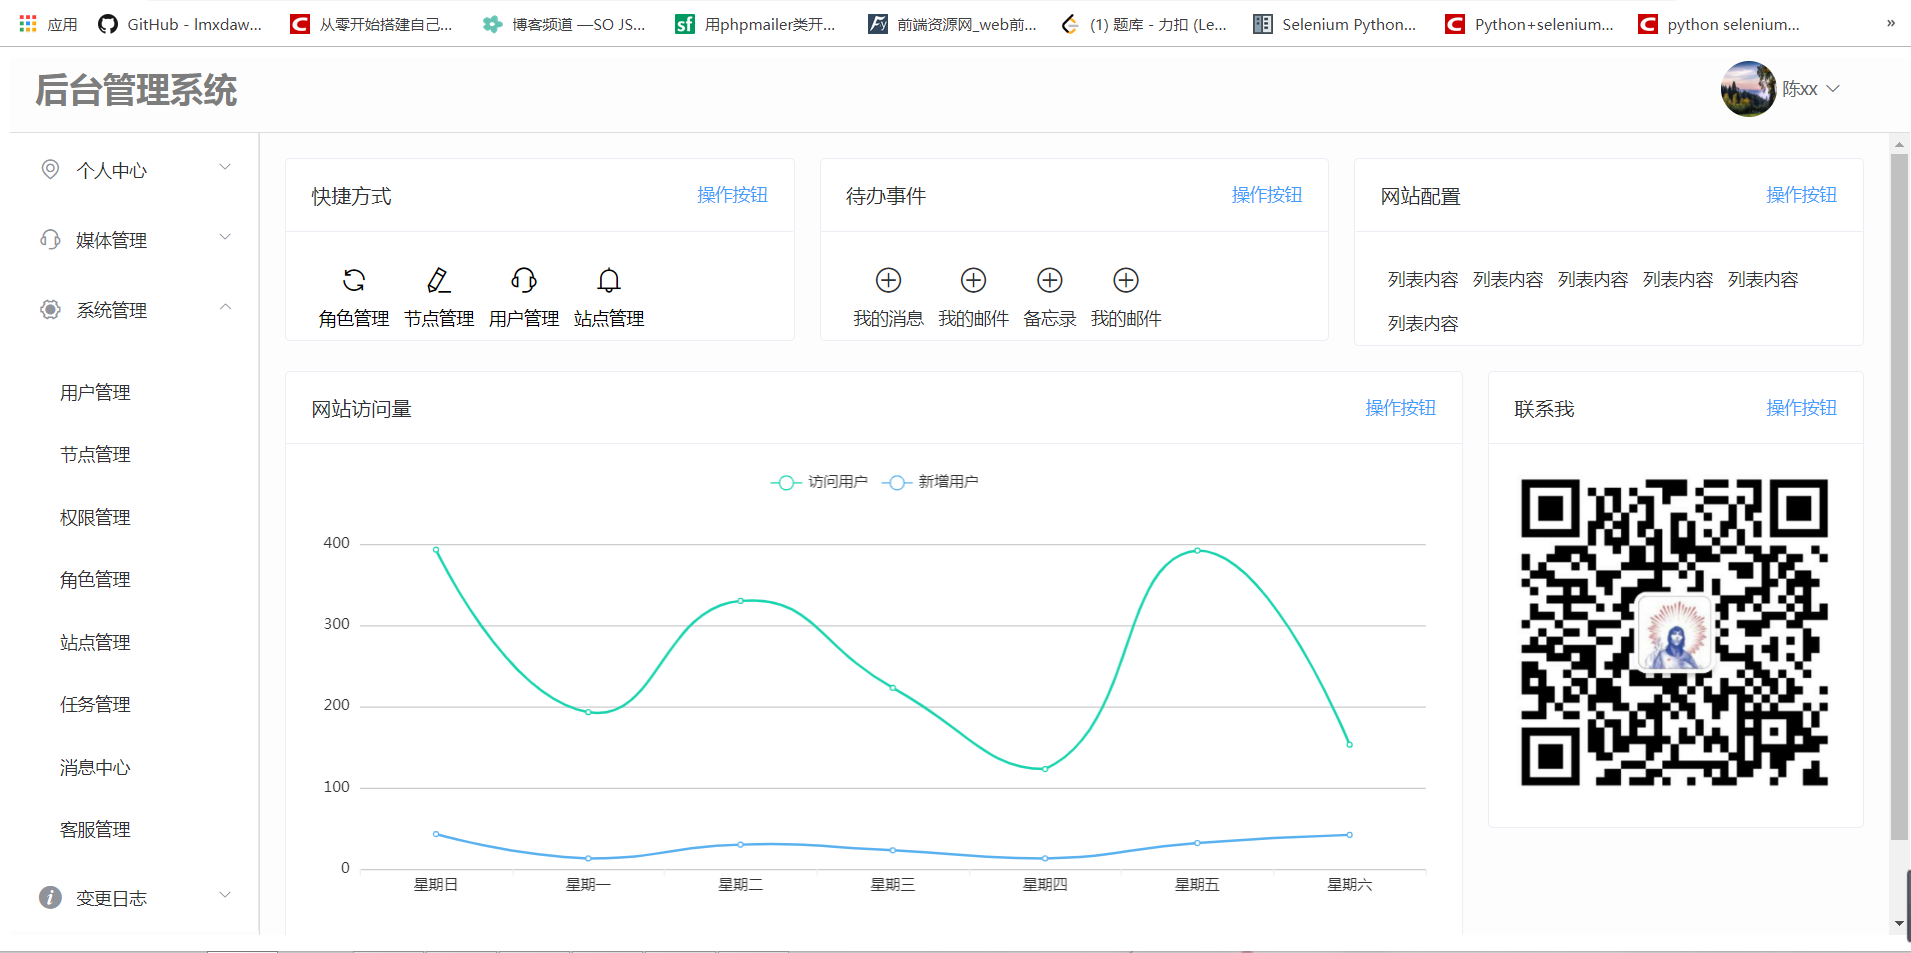 应用 GitHub - lmxdaw... 从零开始搭建自己... 博客频道 —SO JS... 用phpmailer类开... 前端资源网_web前... (1) 题库 - 力扣 (Le... Selenium Python... Python+selenium... python selenium... »
后台管理系统
陈xx
个人中心
媒体管理
系统管理
用户管理
节点管理
权限管理
角色管理
站点管理
任务管理
消息中心
客服管理
变更日志
快捷方式 操作按钮
角色管理 节点管理 用户管理 站点管理
待办事件 操作按钮
我的消息 我的邮件 备忘录 我的邮件
网站配置 操作按钮
列表内容 列表内容 列表内容 列表内容 列表内容
列表内容
网站访问量 操作按钮
访问用户 新增用户
400
300
200
100
0
星期日 星期一 星期二 星期三 星期四 星期五 星期六
联系我 操作按钮